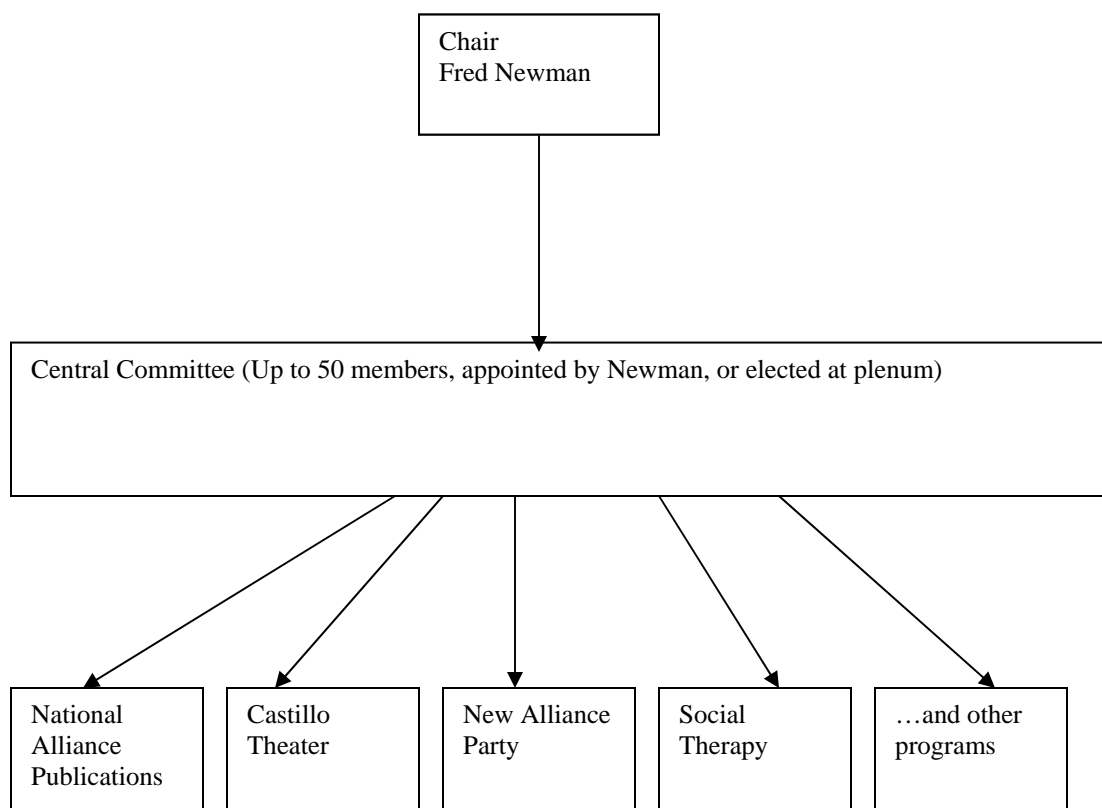 Chair
Fred Newman
Central Committee (Up to 50 members, appointed by Newman, or elected at plenum)
National
Alliance
Publications
Castillo
Theater
New Alliance
Party
Social
Therapy
…and other
programs